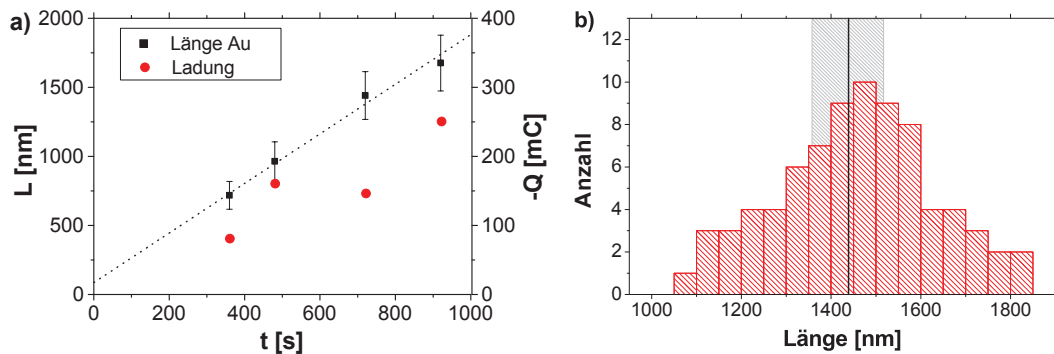 a)
2000
1500
1000
500
0
L [nm]
Länge Au
Ladung
400
300
200
100
0
-Q [mC]
0 200 400 600 800 1000
t [s]
b)
12
10
8
6
4
2
0
Anzahl
1000 1200 1400 1600 1800
Länge [nm]